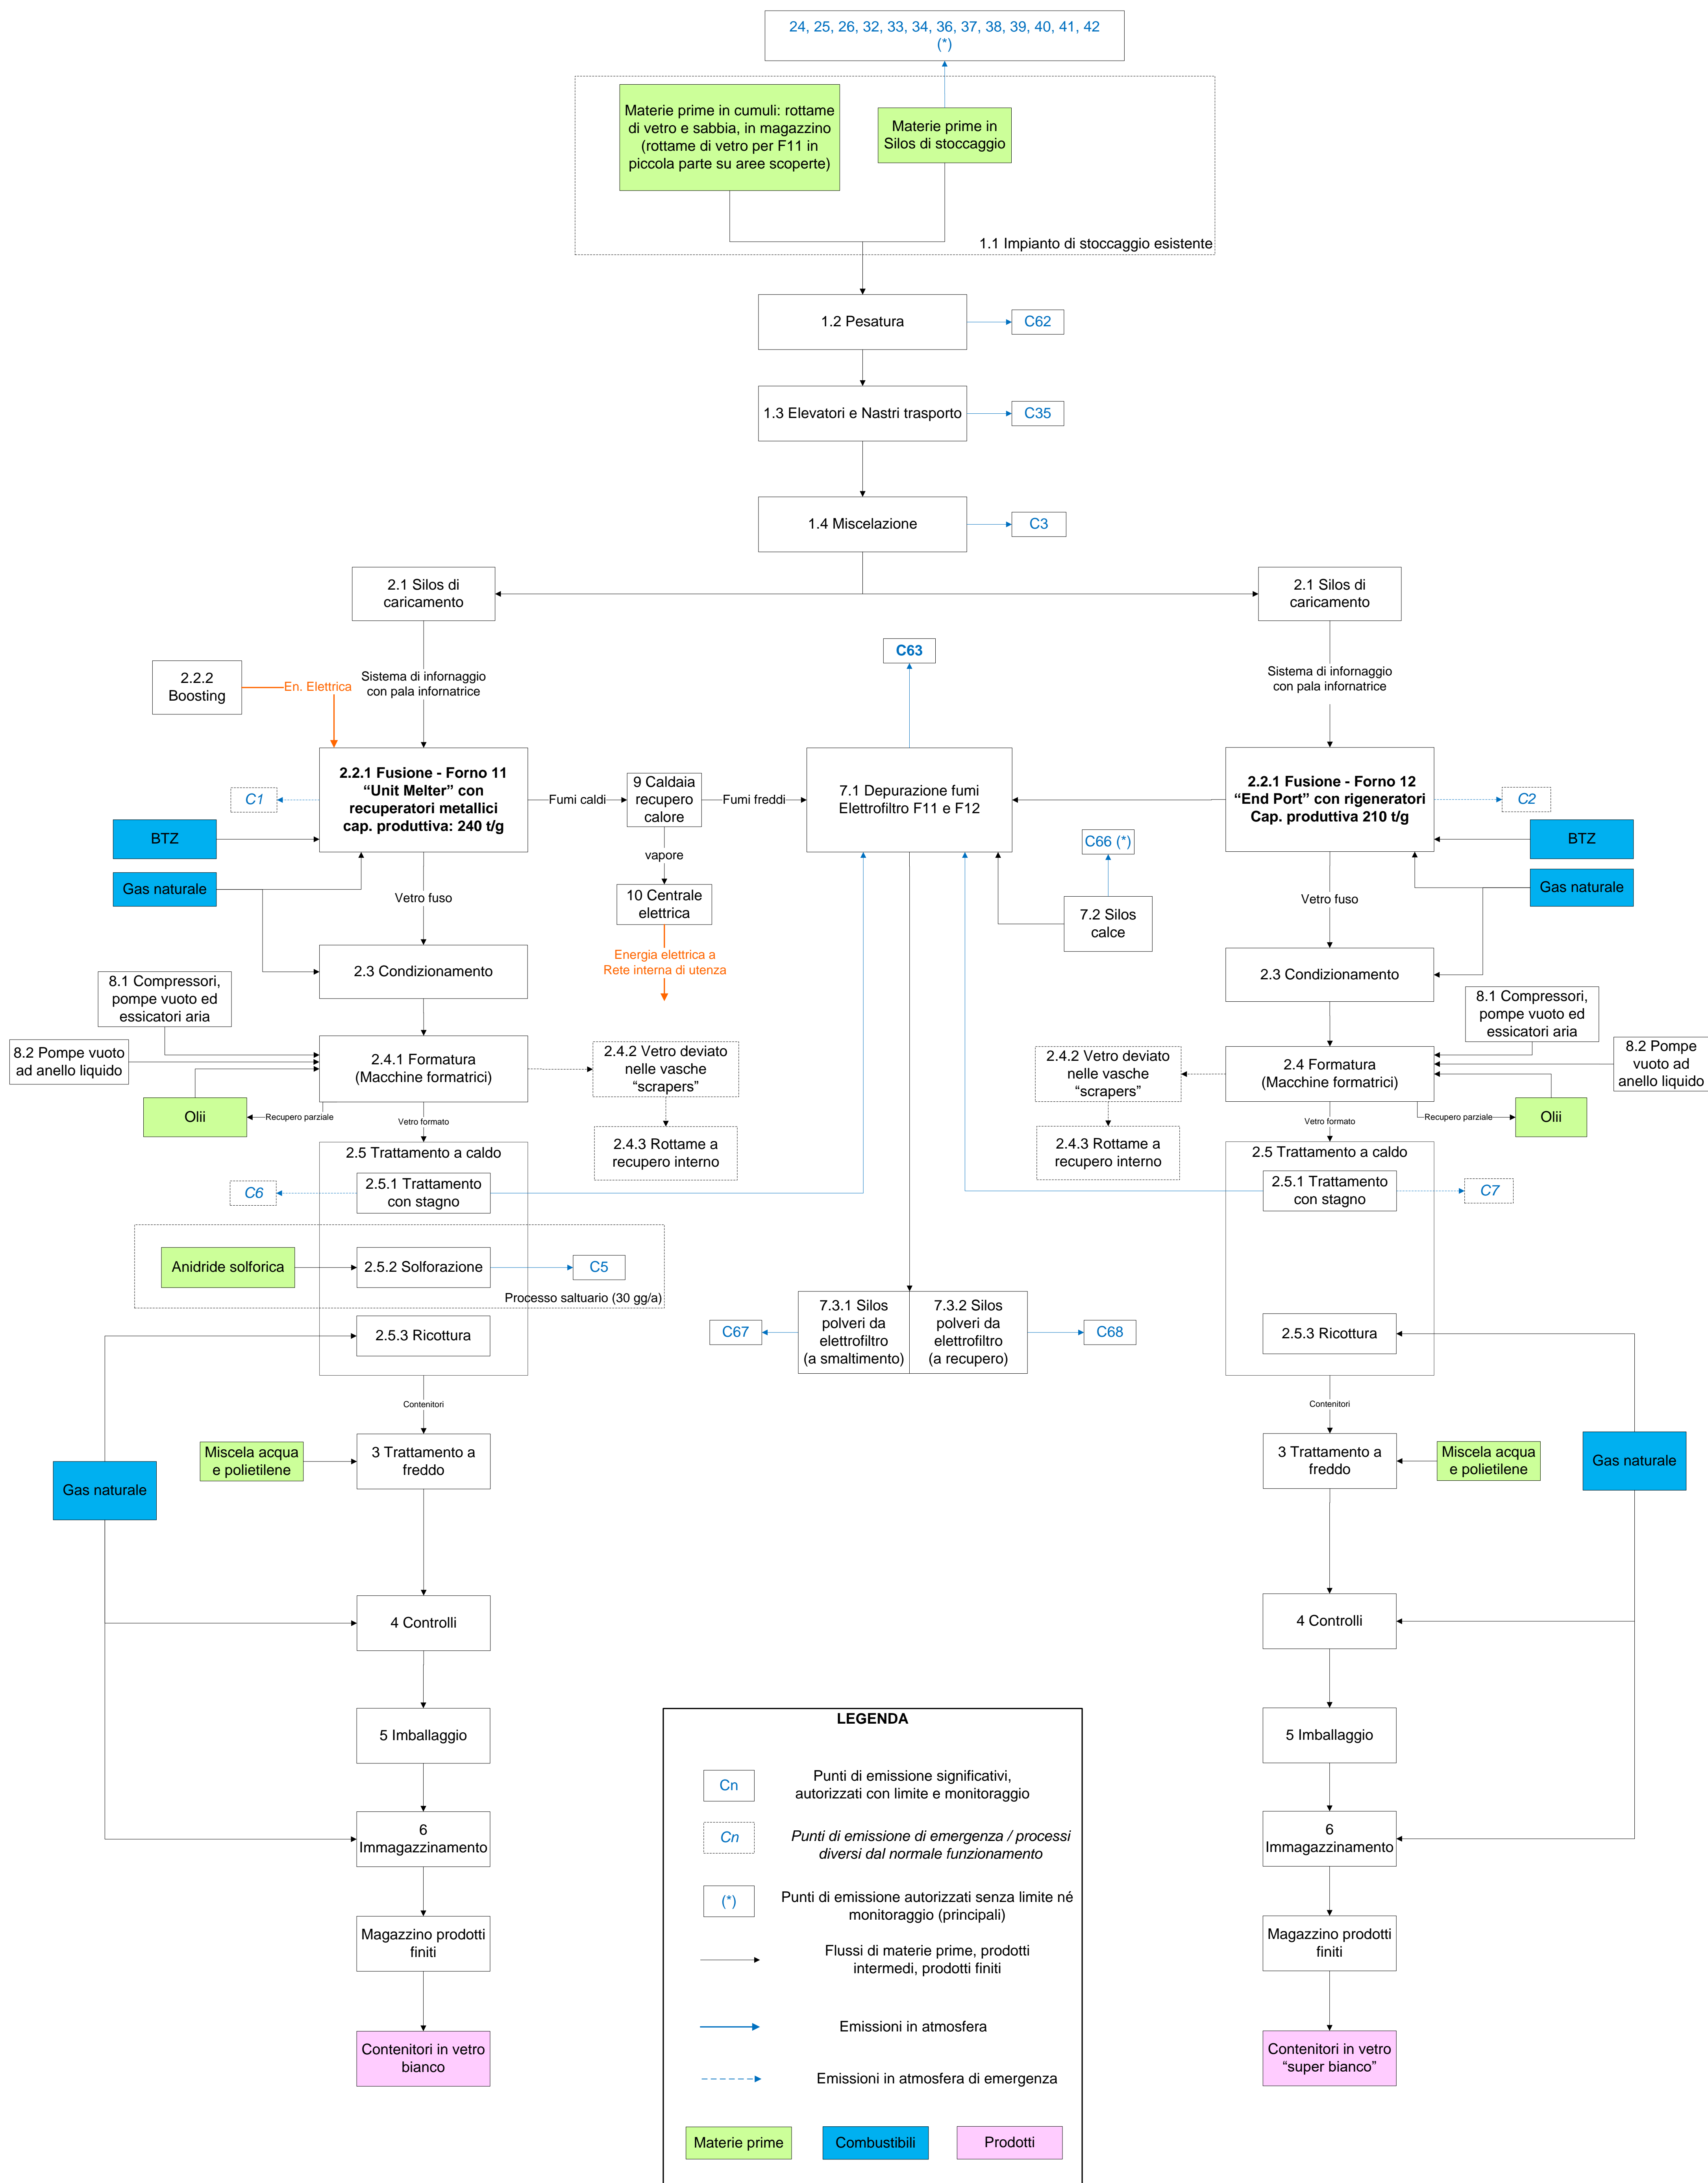 24, 25, 26, 32, 33, 34, 36, 37, 38, 39, 40, 41, 42
(*)
Materie prime in cumuli: rottame
di vetro e sabbia, in magazzino
(rottame di vetro per F11 in
piccola parte su aree scoperte)
Materie prime in
Silos di stoccaggio
1.1 Impianto di stoccaggio esistente
1.2 Pesatura
C62
1.3 Elevatori e Nastri trasporto
C35
1.4 Miscelazione
C3
2.1 Silos di
caricamento
2.1 Silos di
caricamento
C63
2.2.2
Boosting
En. Elettrica
Sistema di infornaggio
con pala infornatrice
Sistema di infornaggio
con pala infornatrice
2.2.1 Fusione - Forno 11
“Unit Melter” con
recuperatori metallici
cap. produttiva: 240 t/g
C1
Fumi caldi
9 Caldaia
recupero
calore
Fumi freddi
7.1 Depurazione fumi
Elettrofiltro F11 e F12
2.2.1 Fusione - Forno 12
“End Port” con rigeneratori
Cap. produttiva 210 t/g
C2
BTZ
BTZ
Gas naturale
Gas naturale
vapore
C66 (*)
10 Centrale
elettrica
7.2 Silos
calce
Vetro fuso
Vetro fuso
Energia elettrica a
Rete interna di utenza
2.3 Condizionamento
2.3 Condizionamento
8.1 Compressori,
pompe vuoto ed
essicatori aria
8.1 Compressori,
pompe vuoto ed
essicatori aria
8.2 Pompe vuoto
ad anello liquido
8.2 Pompe
vuoto ad
anello liquido
2.4.1 Formatura
(Macchine formatrici)
2.4.2 Vetro deviato
nelle vasche
“scrapers”
2.4.2 Vetro deviato
nelle vasche
“scrapers”
2.4 Formatura
(Macchine formatrici)
Olii
Recupero parziale
Vetro formato
Vetro formato
Recupero parziale
Olii
2.4.3 Rottame a
recupero interno
2.4.3 Rottame a
recupero interno
2.5 Trattamento a caldo
2.5 Trattamento a caldo
C6
2.5.1 Trattamento
con stagno
2.5.1 Trattamento
con stagno
C7
Anidride solforica
2.5.2 Solforazione
C5
Processo saltuario (30 gg/a)
2.5.3 Ricottura
2.5.3 Ricottura
C67
7.3.1 Silos
polveri da
elettrofiltro
(a smaltimento)
7.3.2 Silos
polveri da
elettrofiltro
(a recupero)
C68
Contenitori
Contenitori
Miscela acqua
e polietilene
3 Trattamento a
freddo
3 Trattamento a
freddo
Miscela acqua
e polietilene
Gas naturale
Gas naturale
4 Controlli
4 Controlli
5 Imballaggio
5 Imballaggio
6
Immagazzinamento
6
Immagazzinamento
Magazzino prodotti
finiti
Magazzino prodotti
finiti
Contenitori in vetro
bianco
Contenitori in vetro
“super bianco”
LEGENDA
Cn
Punti di emissione significativi,
autorizzati con limite e monitoraggio
Cn
Punti di emissione di emergenza / processi
diversi dal normale funzionamento
(*)
Punti di emissione autorizzati senza limite né
monitoraggio (principali)
Flussi di materie prime, prodotti
intermedi, prodotti finiti
Emissioni in atmosfera
Emissioni in atmosfera di emergenza
Materie prime
Combustibili
Prodotti